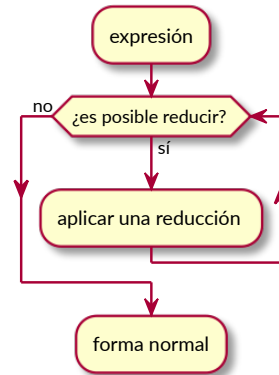 expresión
no
¿es posible reducir?
sí
aplicar una reducción
forma normal